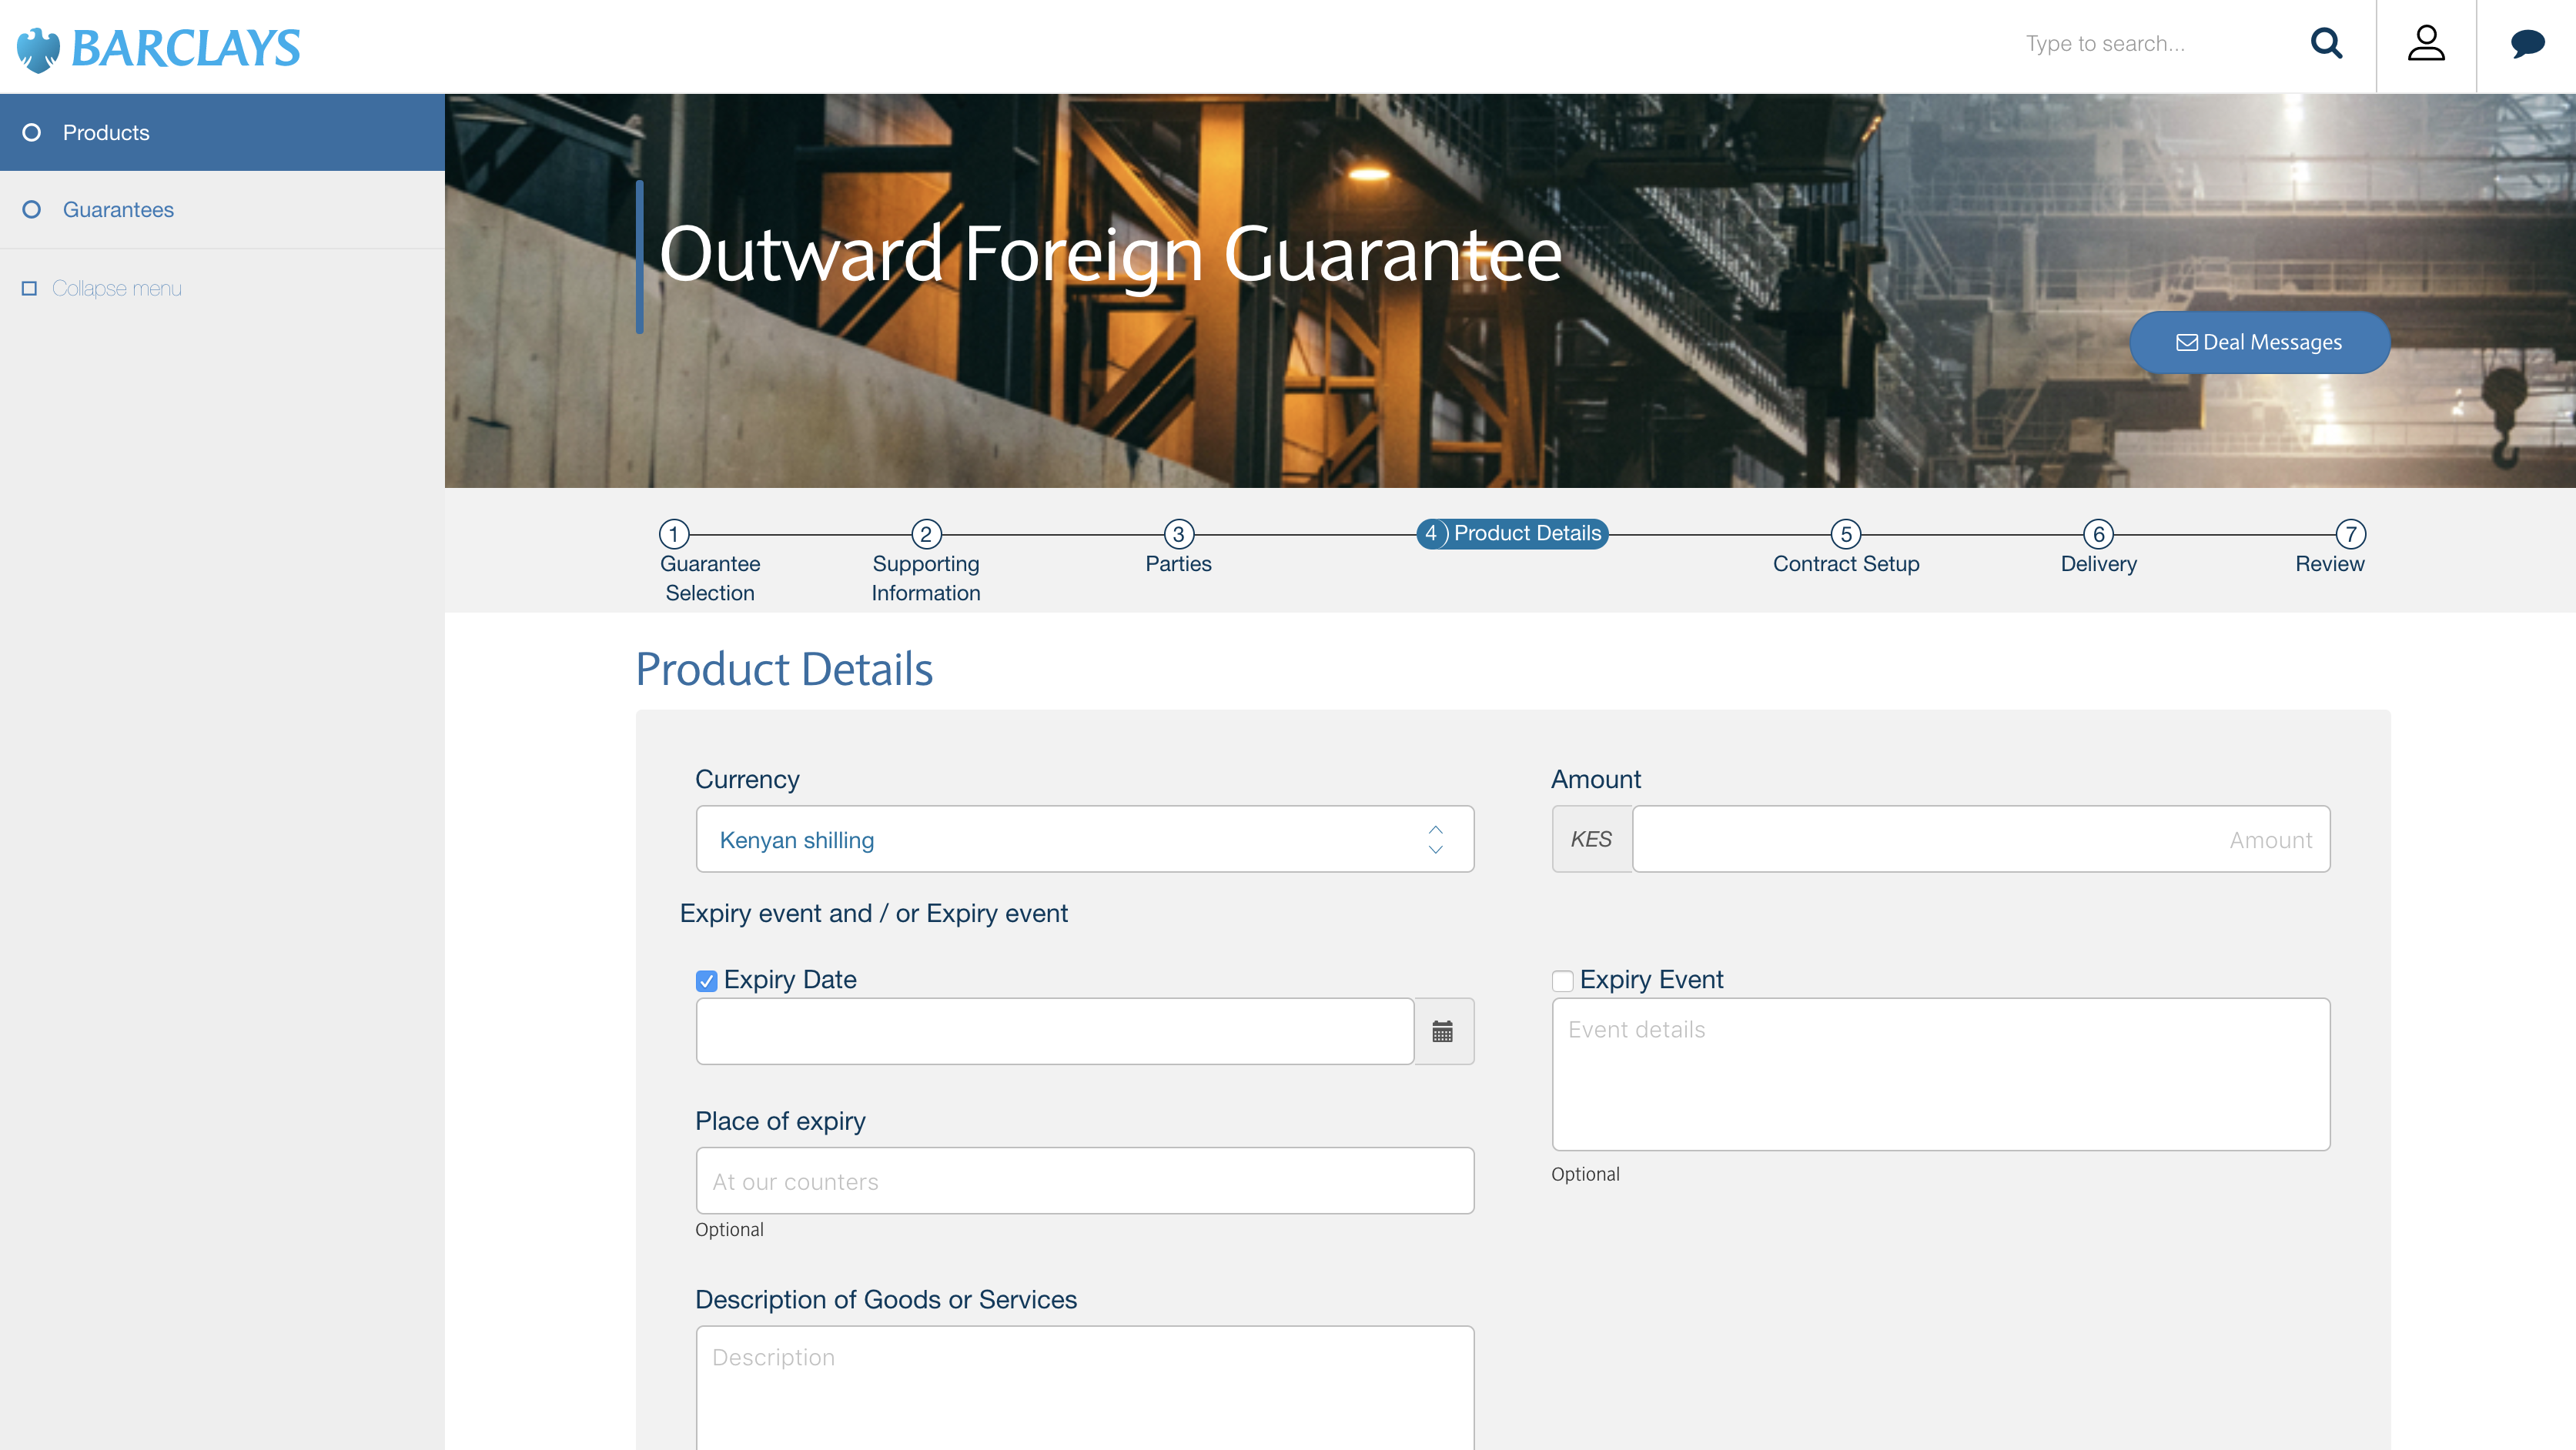 BARCLAYS
Type to search...
Products
Guarantees
Collapse menu
Outward Foreign Guarantee
Deal Messages
1
Guarantee
Selection
2
Supporting
Information
3
Parties
4 Product Details
5
Contract Setup
6
Delivery
7
Review
Product Details
Currency
Kenyan shilling
Amount
KES
Amount
Expiry event and / or Expiry event
Expiry Date
Expiry Event
Event details
Optional
Place of expiry
At our counters
Optional
Description of Goods or Services
Description